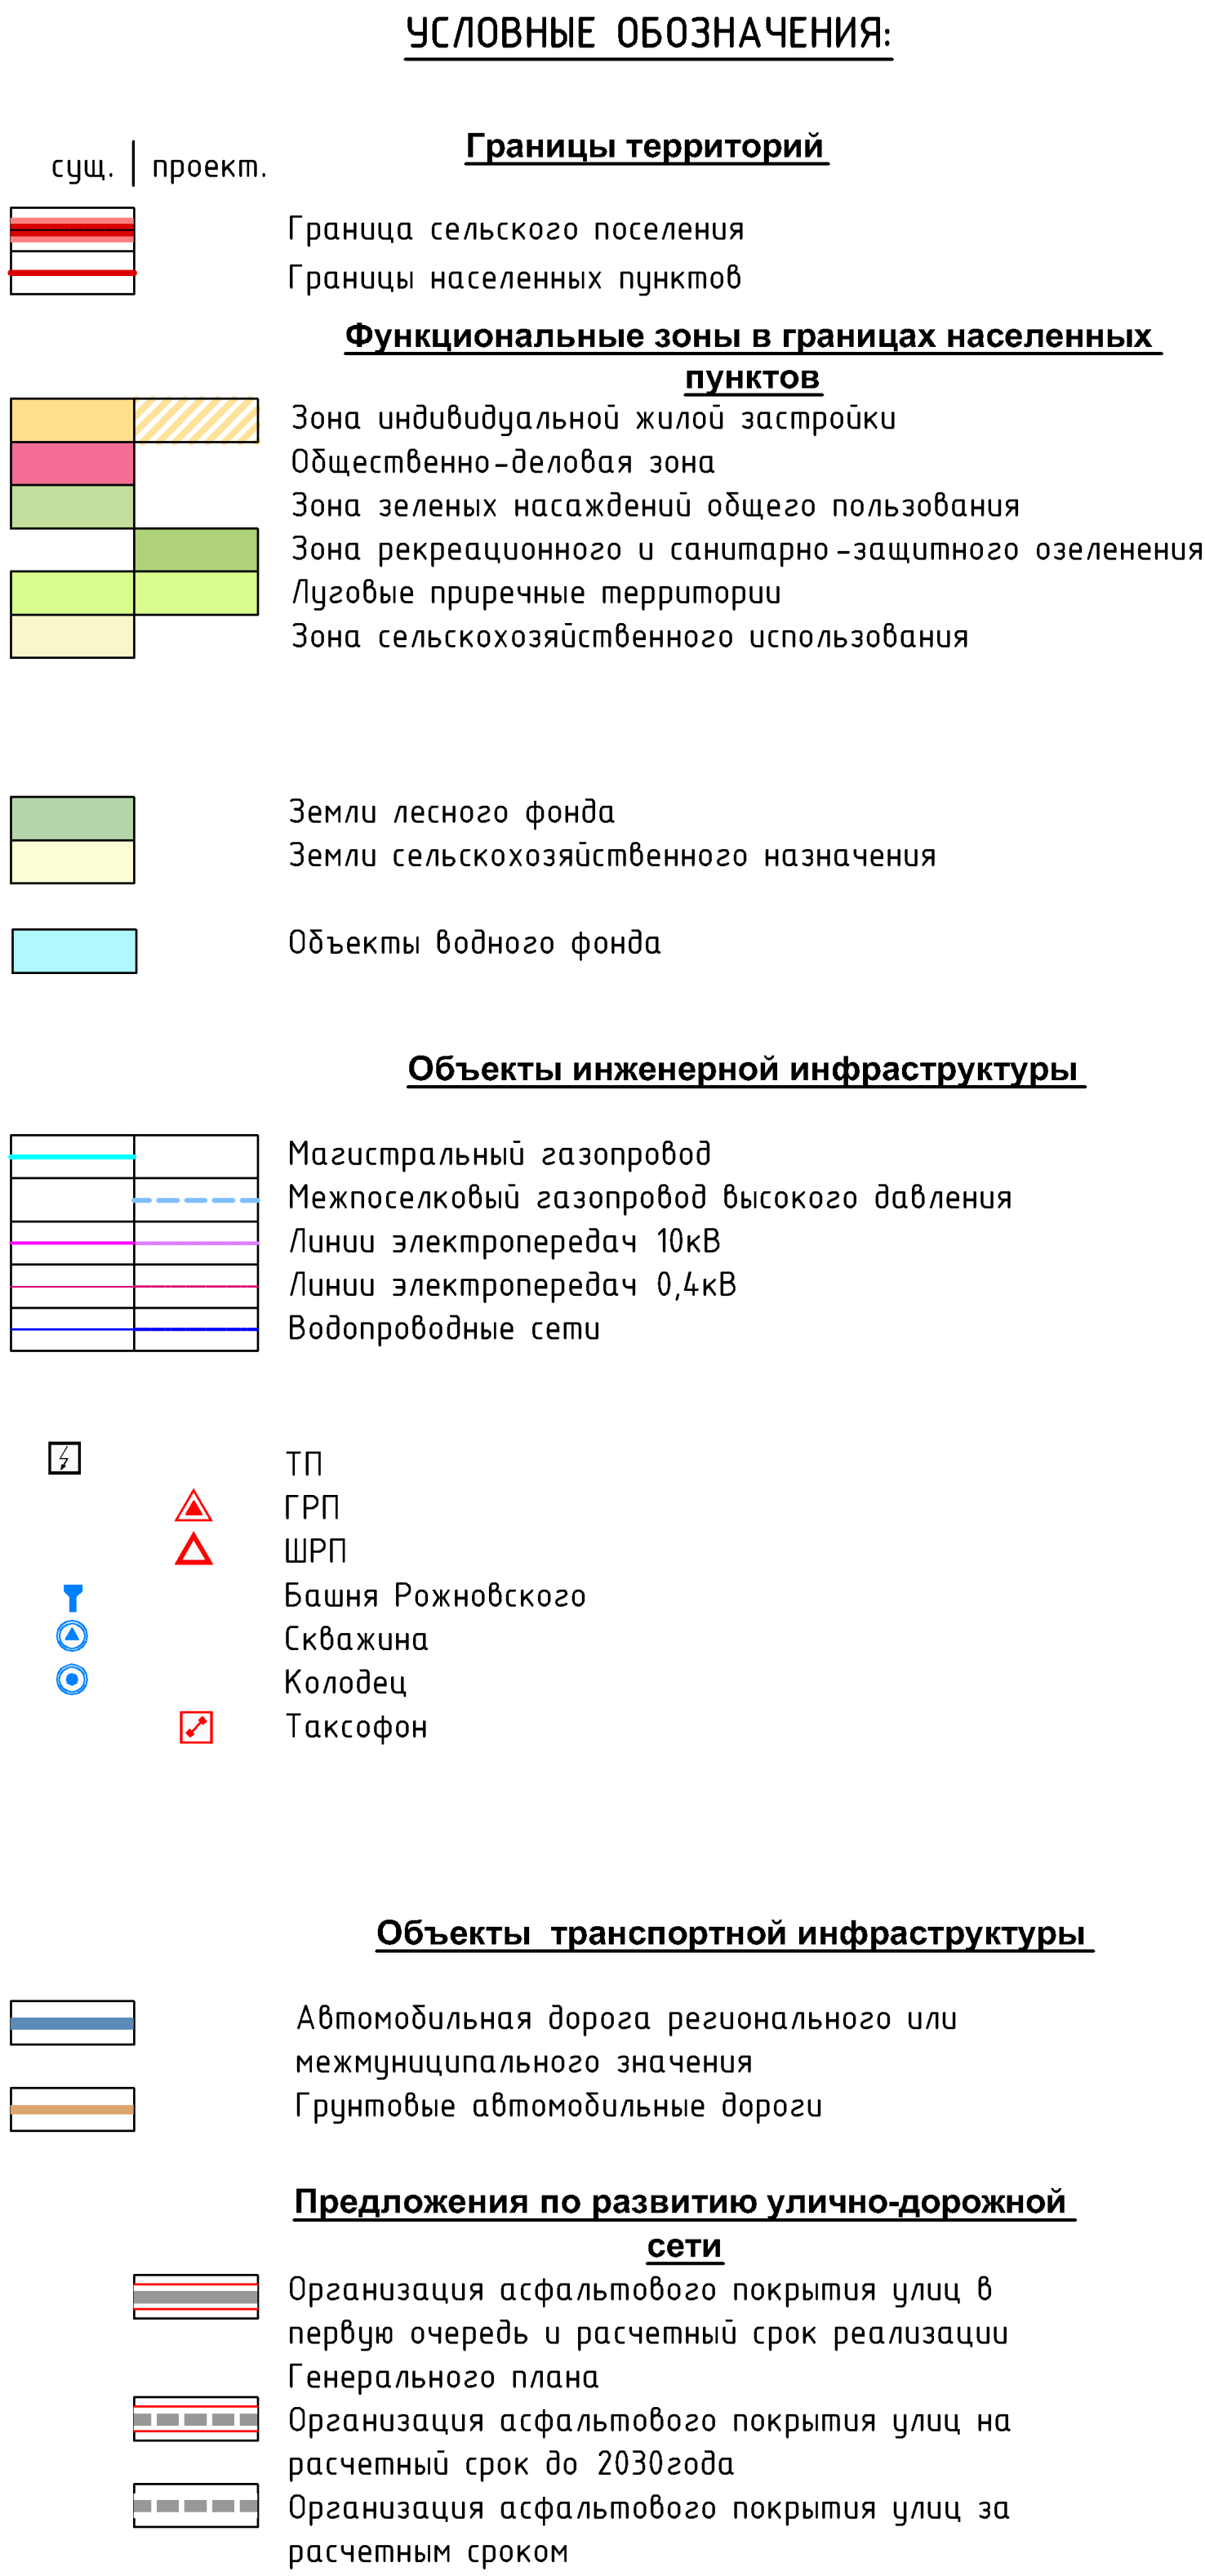 УСЛОВНЫЕ ОБОЗНАЧЕНИЯ:
Границы территорий
сущ. | проект.
Граница сельского поселения
Границы населенных пунктов
Функциональные зоны в границах населенных
пунктов
Зона индивидуальной жилой застройки
Общественно-деловая зона
Зона зеленых насаждений общего пользования
Зона рекреационного и санитарно-защитного озеленения
Луговые приречные территории
Зона сельскохозяйственного использования
Земли лесного фонда
Земли сельскохозяйственного назначения
Объекты водного фонда
Объекты инженерной инфраструктуры
Магистральный газопровод
Межпоселковый газопровод высокого давления
Линии электропередач 10кВ
Линии электропередач 0,4кВ
Водопроводные сети
ТП
ГРП
ШРП
Башня Рожновского
Скважина
Колодец
Таксофон
Объекты транспортной инфраструктуры
Автомобильная дорога регионального или
межмуниципального значения
Грунтовые автомобильные дороги
Предложения по развитию улично-дорожной
сети
Организация асфальтового покрытия улиц в
первую очередь и расчетный срок реализации
Генерального плана
Организация асфальтового покрытия улиц на
расчетный срок до 2030года
Организация асфальтового покрытия улиц за
расчетным сроком